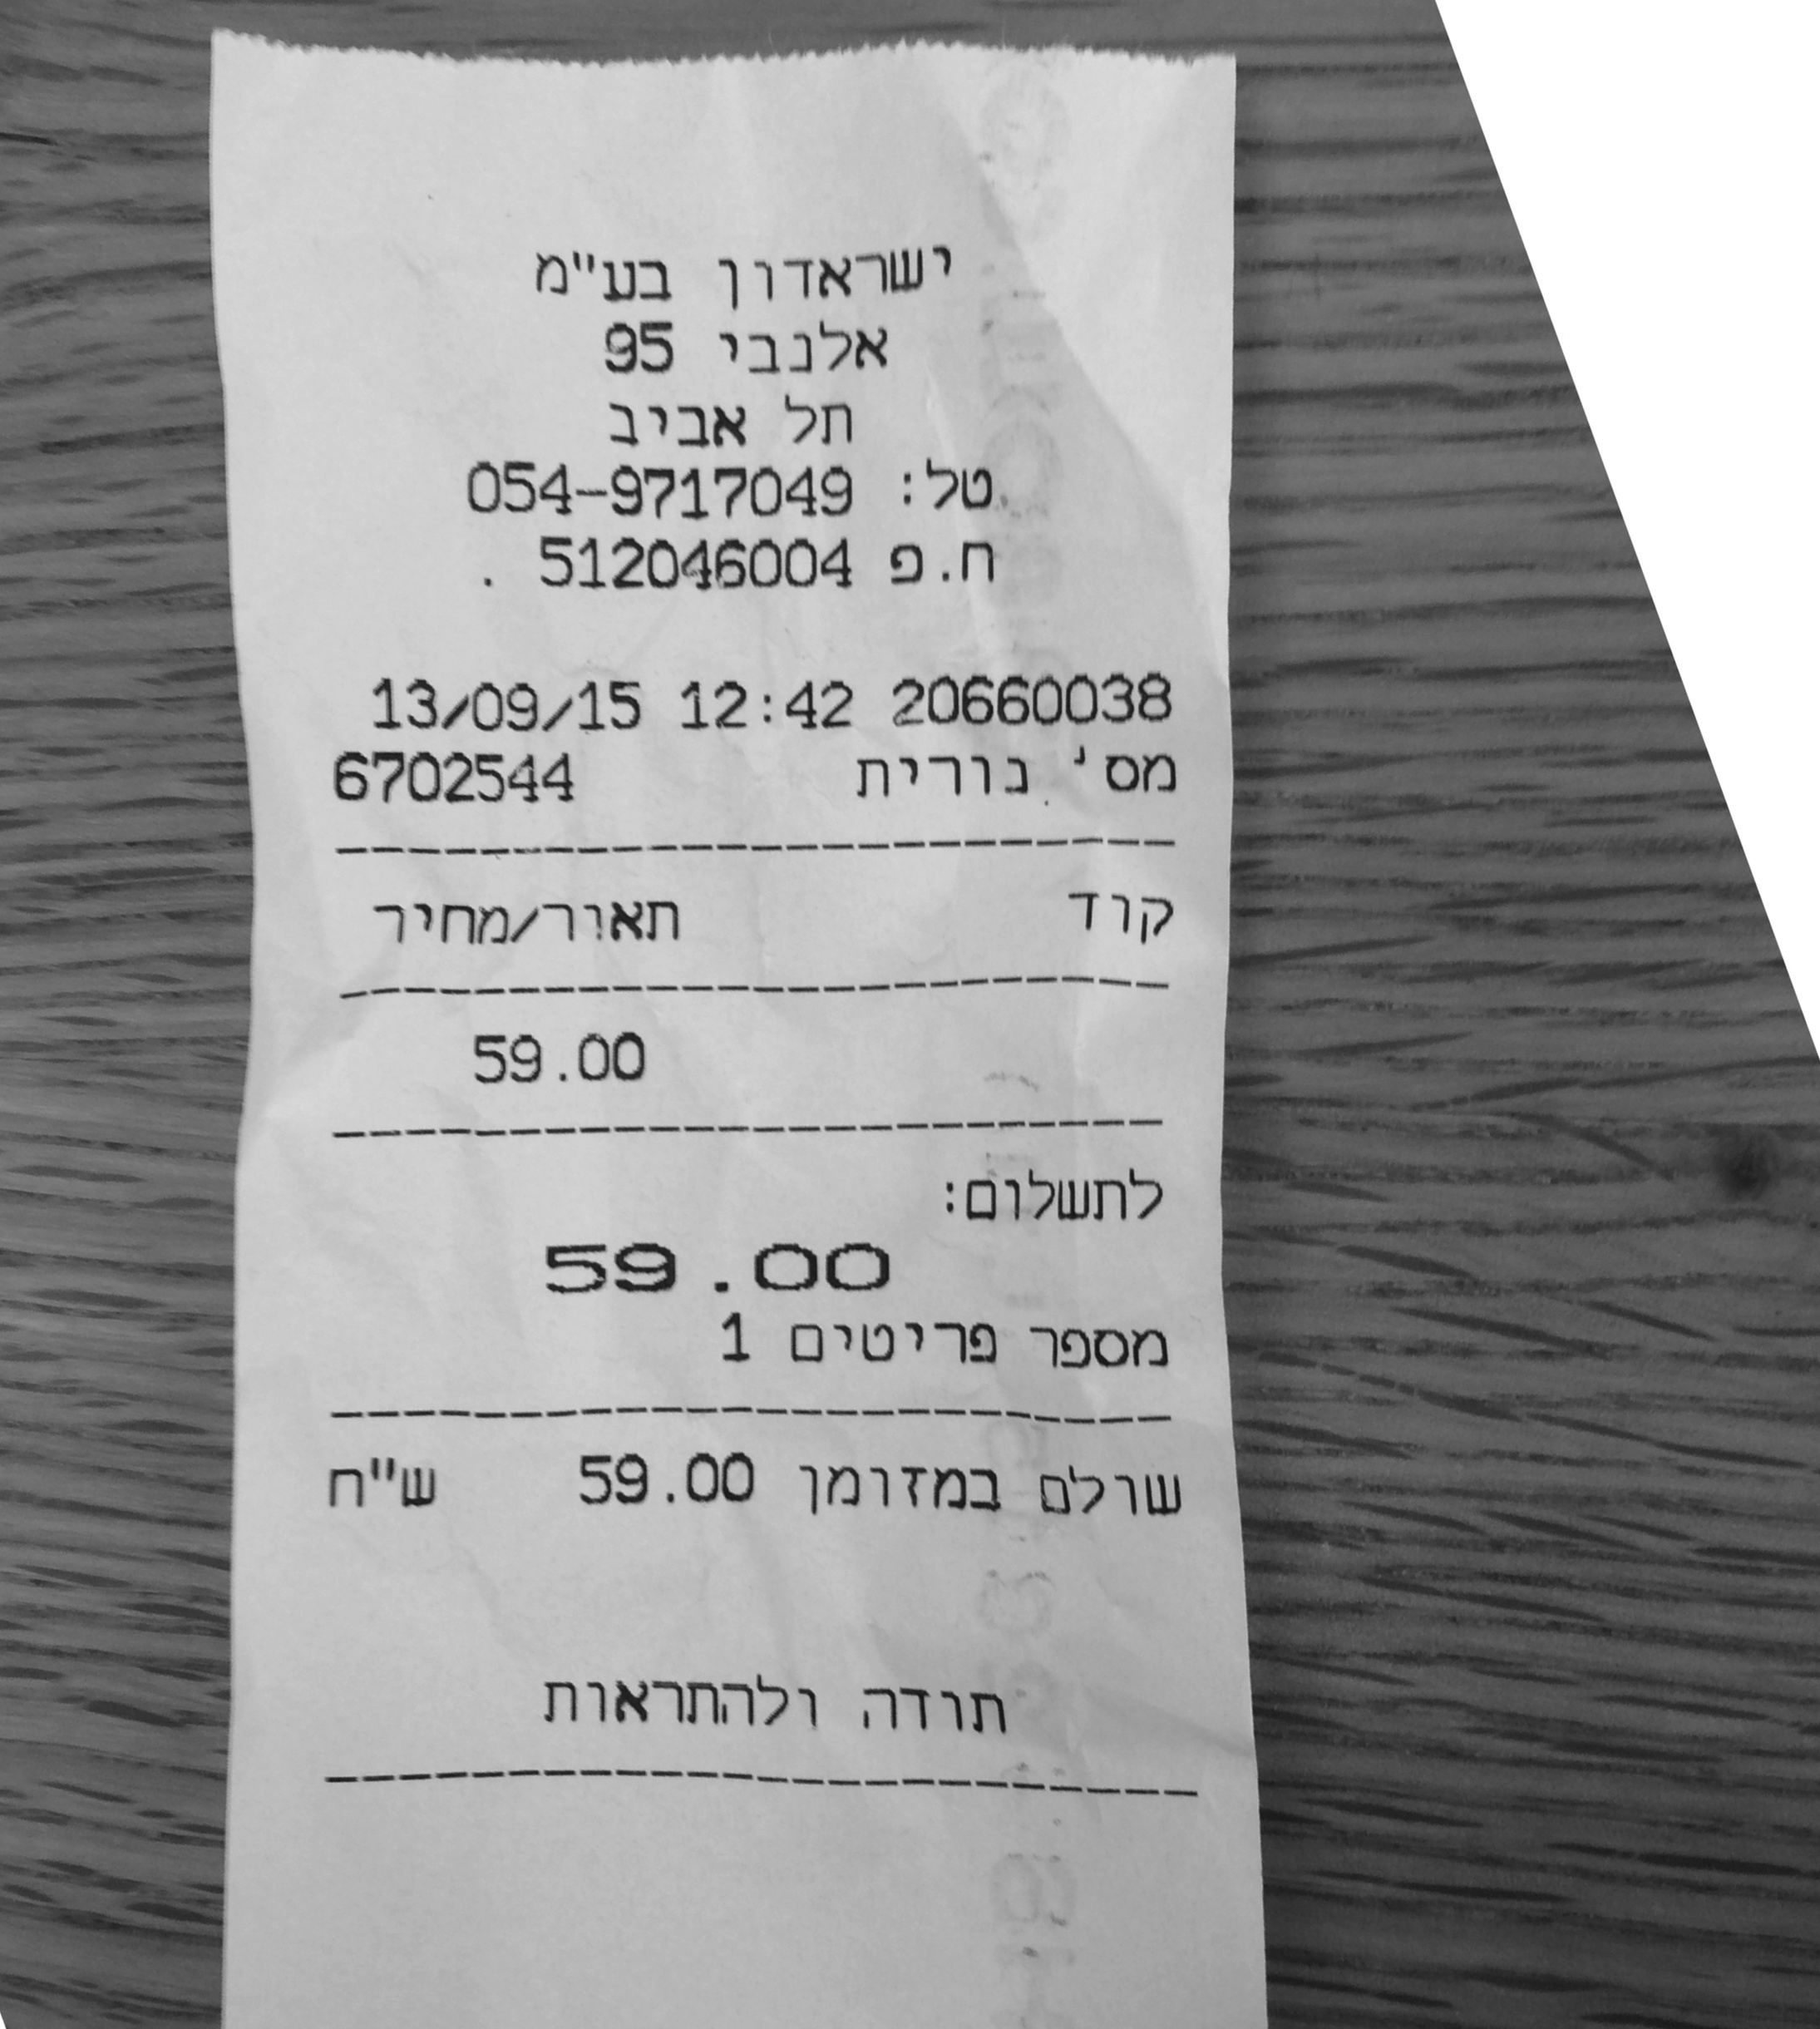 ישראדון בע"מ
אלנבי 95
תל אביב
טל: 054-9717049
ח.פ 512046004 .
13/09/15 12:42 20660038
מס' נורית 6702544
קוד תאור/מחיר
59.00
לתשלום:
59.00
מספר פריטים 1
שולם במזומן 59.00 ש"ח
תודה ולהתראות